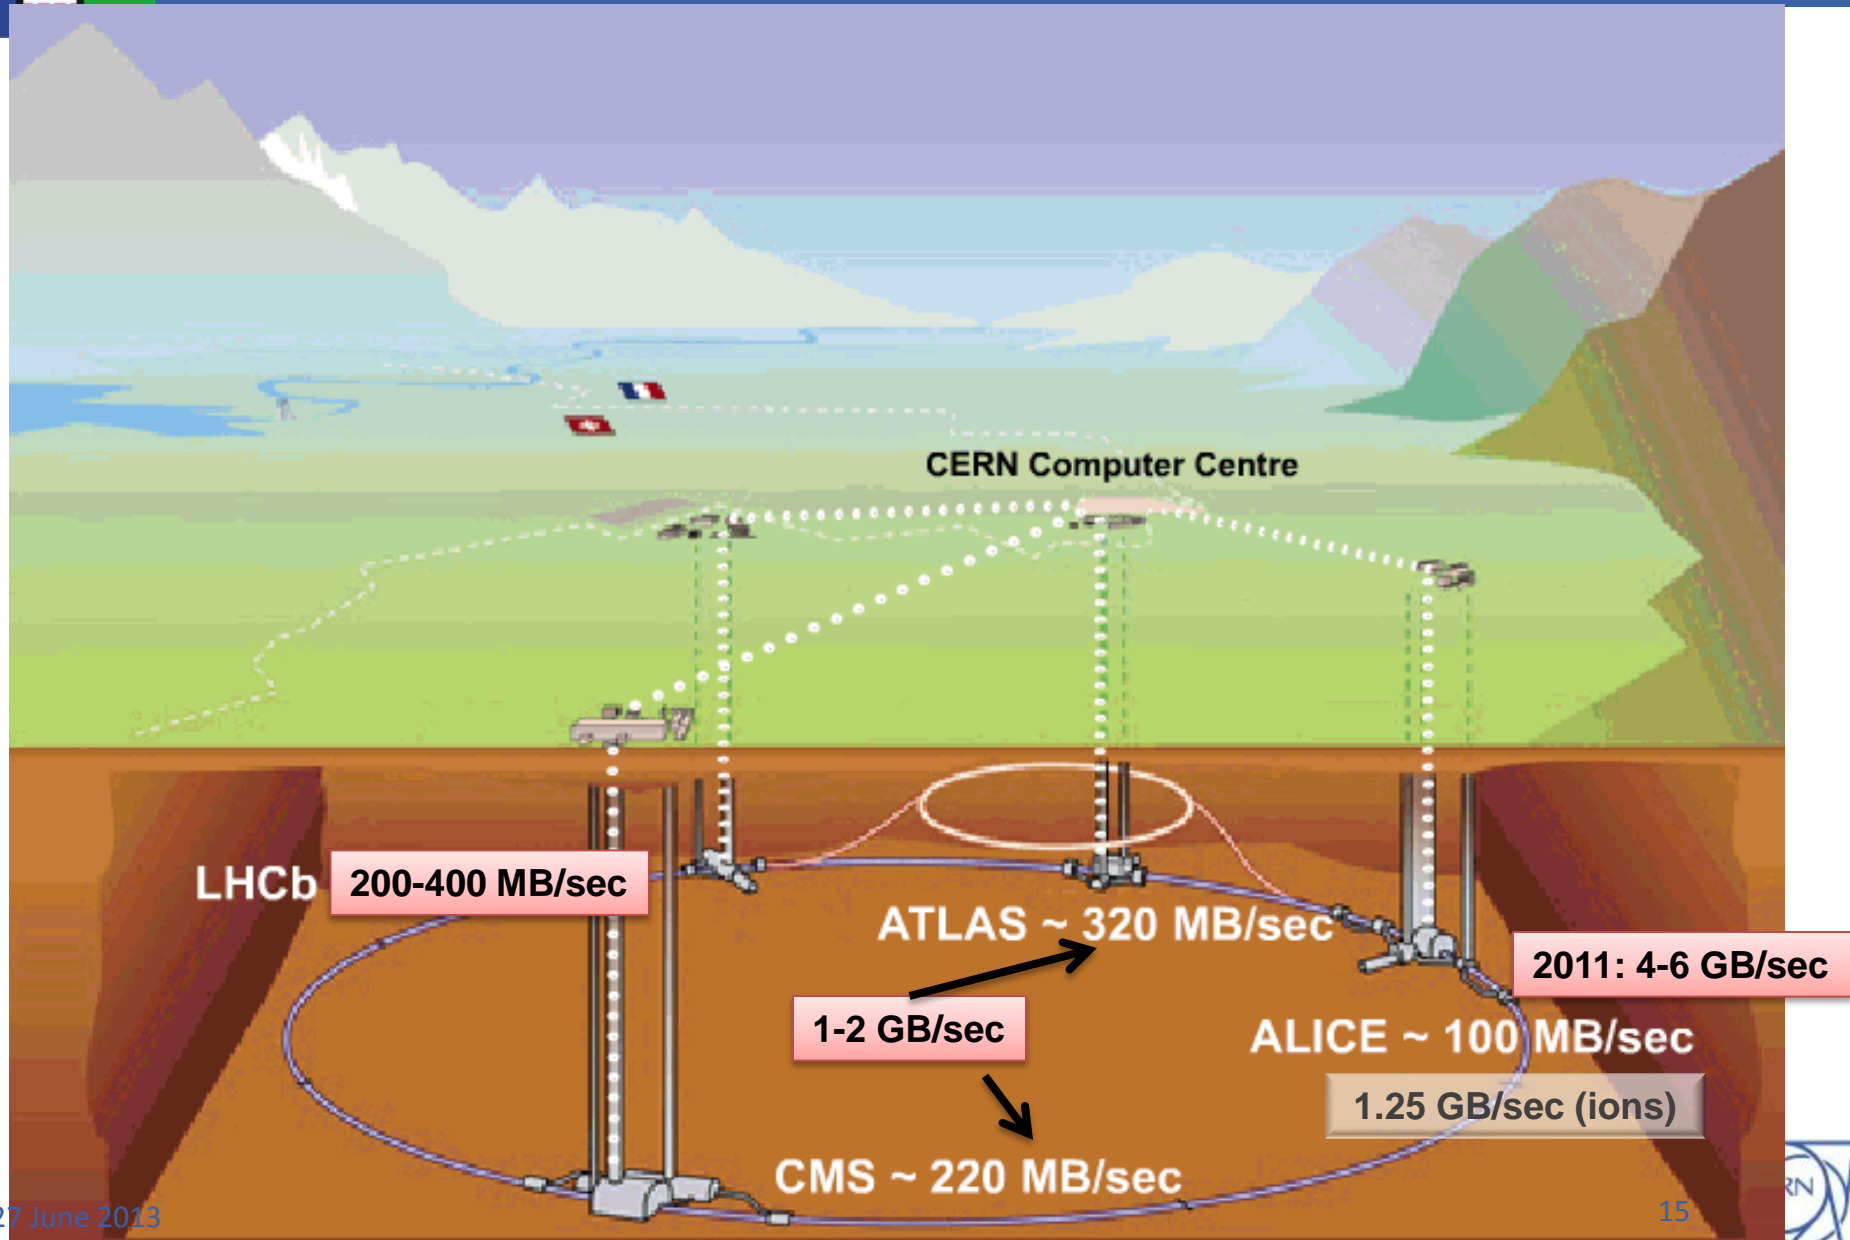 CERN Computer Centre
LHCb
200-400 MB/sec
ATLAS ~ 320 MB/sec
2011: 4-6 GB/sec
1-2 GB/sec
ALICE ~ 100 MB/sec
1.25 GB/sec (ions)
CMS ~ 220 MB/sec
27 June 2013
15